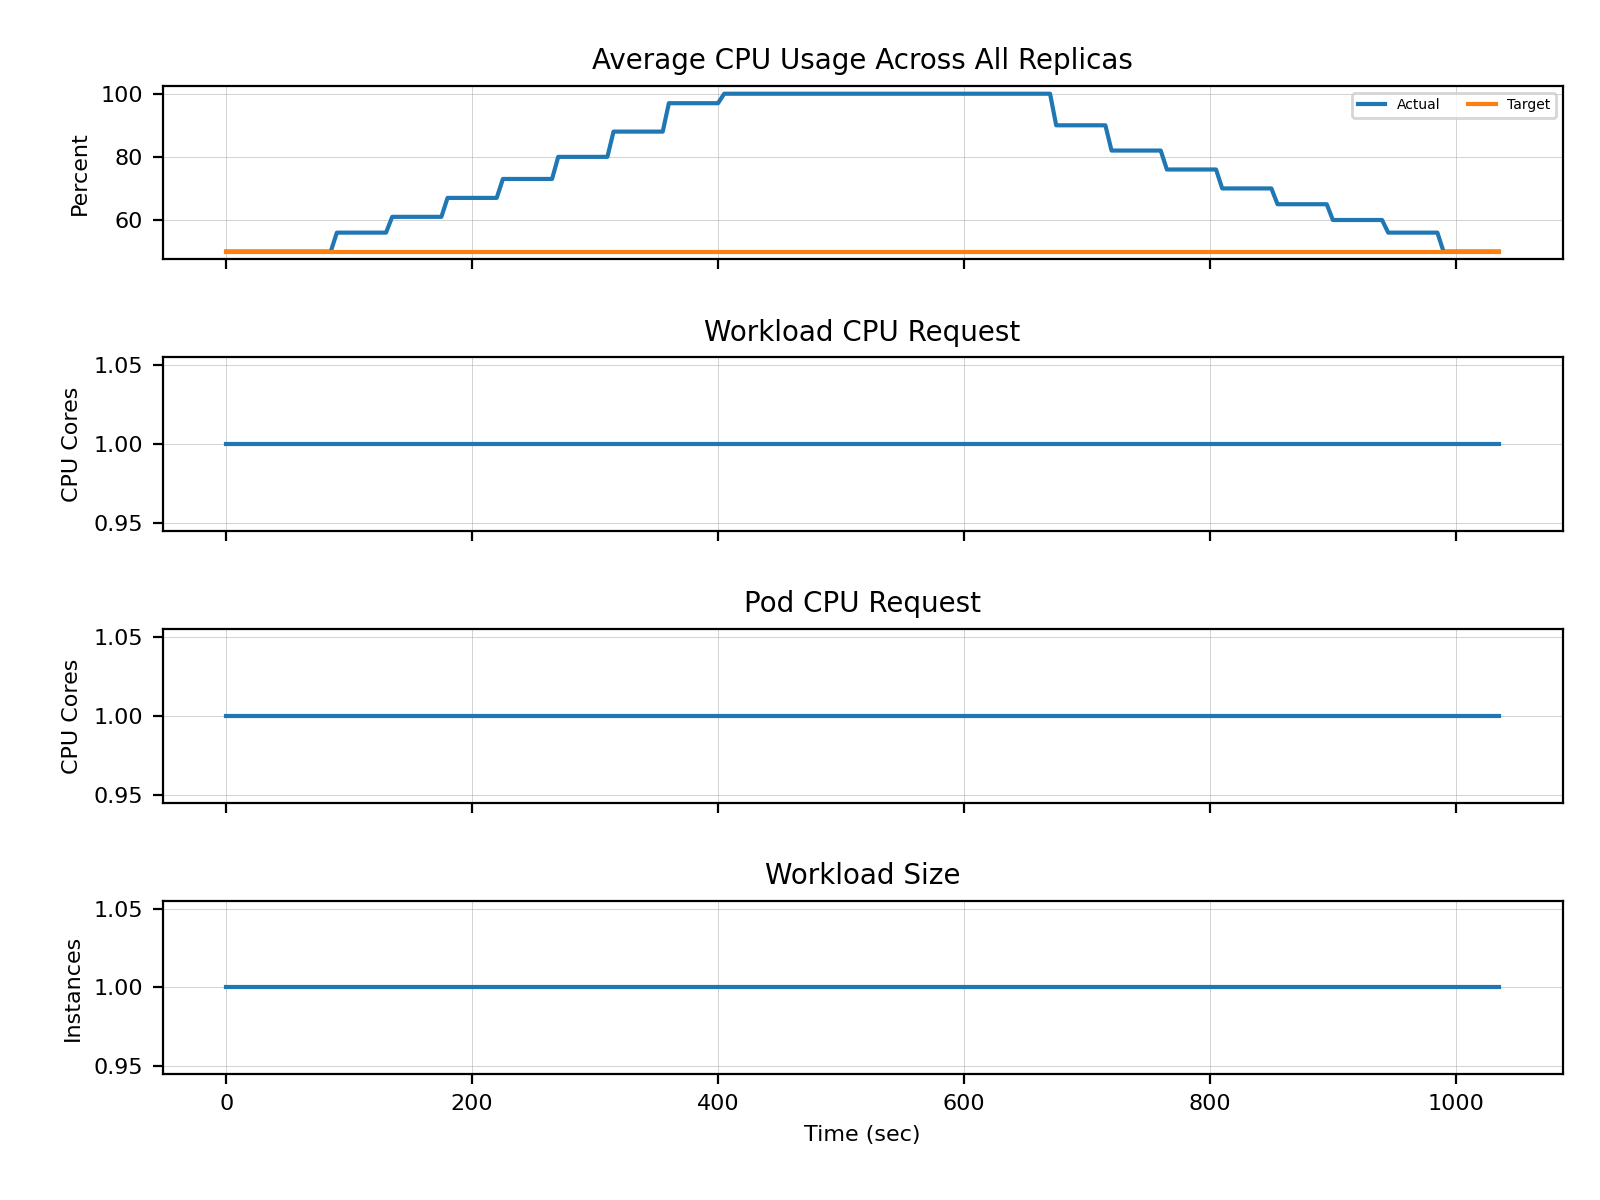 Average CPU Usage Across All Replicas
100
80
60
Percent
Actual Target
Workload CPU Request
1.05
1.00
0.95
CPU Cores
Pod CPU Request
1.05
1.00
0.95
CPU Cores
Workload Size
1.05
1.00
0.95
Instances
0 200 400 600 800 1000
Time (sec)